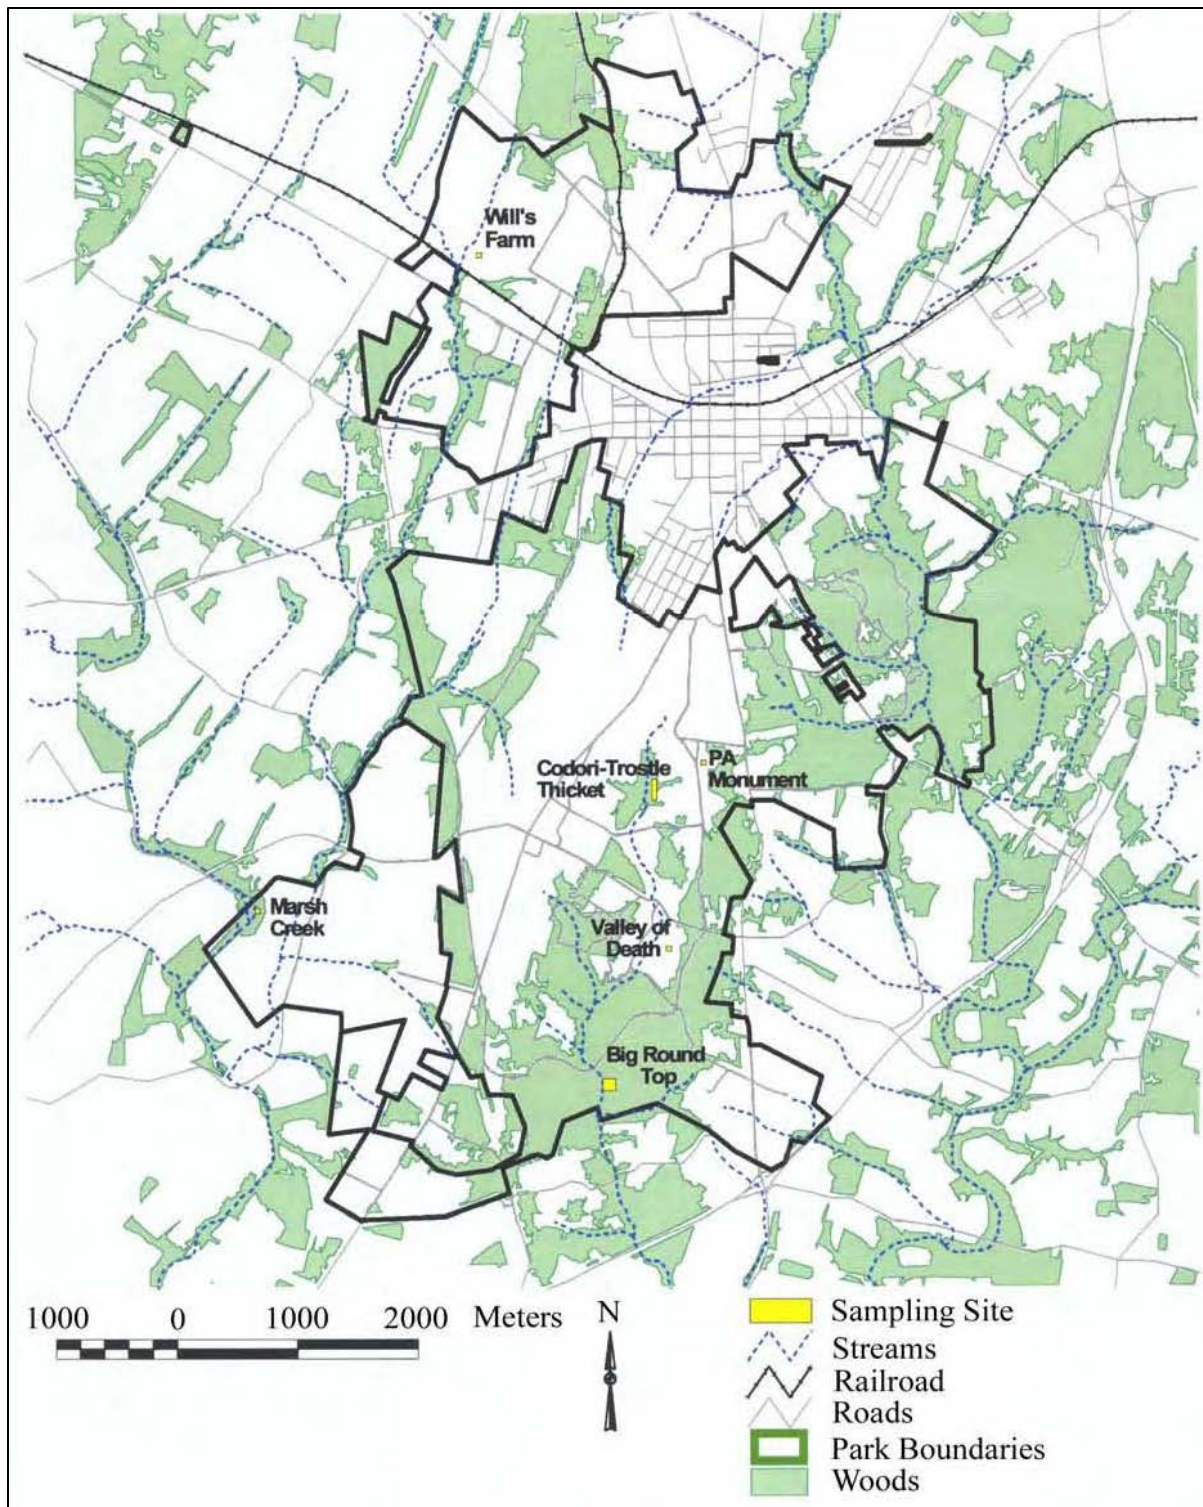 Will's
Farm
Codori-Trostle
Thicket
PA
Monument
Marsh
Creek
Valley of
Death
Big Round
Top
1000 0 1000 2000 Meters
N
Sampling Site
Streams
Railroad
Roads
Park Boundaries
Woods